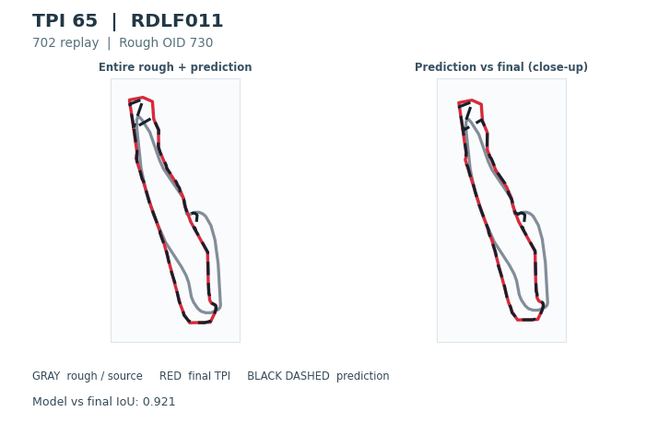 TPI 65 | RDLF011
702 replay | Rough OID 730
Entire rough + prediction
Prediction vs final (close-up)
GRAY rough / source RED final TPI BLACK DASHED prediction
Model vs final IoU: 0.921